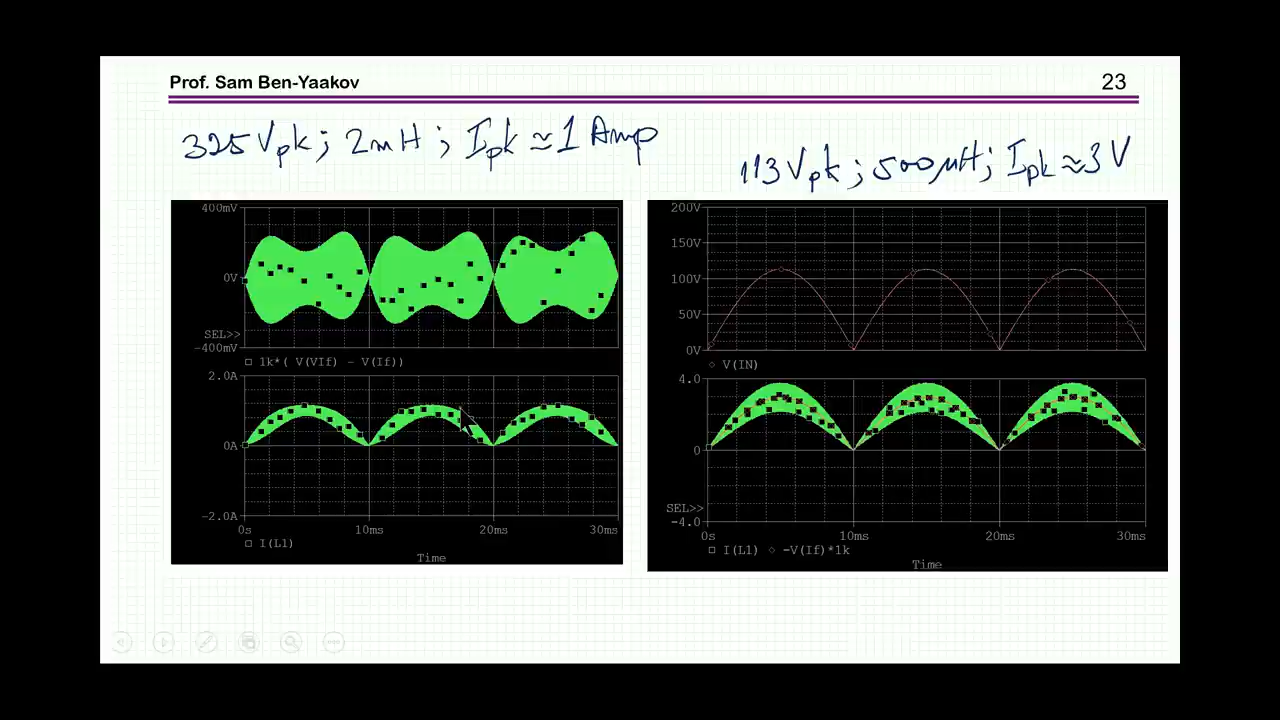 Prof. Sam Ben-Yaakov
23
325 Vpk; 2mH; Ipk ≃ 1 Amp
113 Vpk; 500μH; Ipk ≃ 3 V
400mV
0V
SEL>>
-400mV
1k*( V(VIf) - V(If))
2.0A
0A
-2.0A
0s 10ms 20ms 30ms
I(L1)
Time
200V
150V
100V
50V
0V
V(IN)
4.0
0
SEL>>
-4.0
0s 10ms 20ms 30ms
I(L1) -V(If)*1k
Time